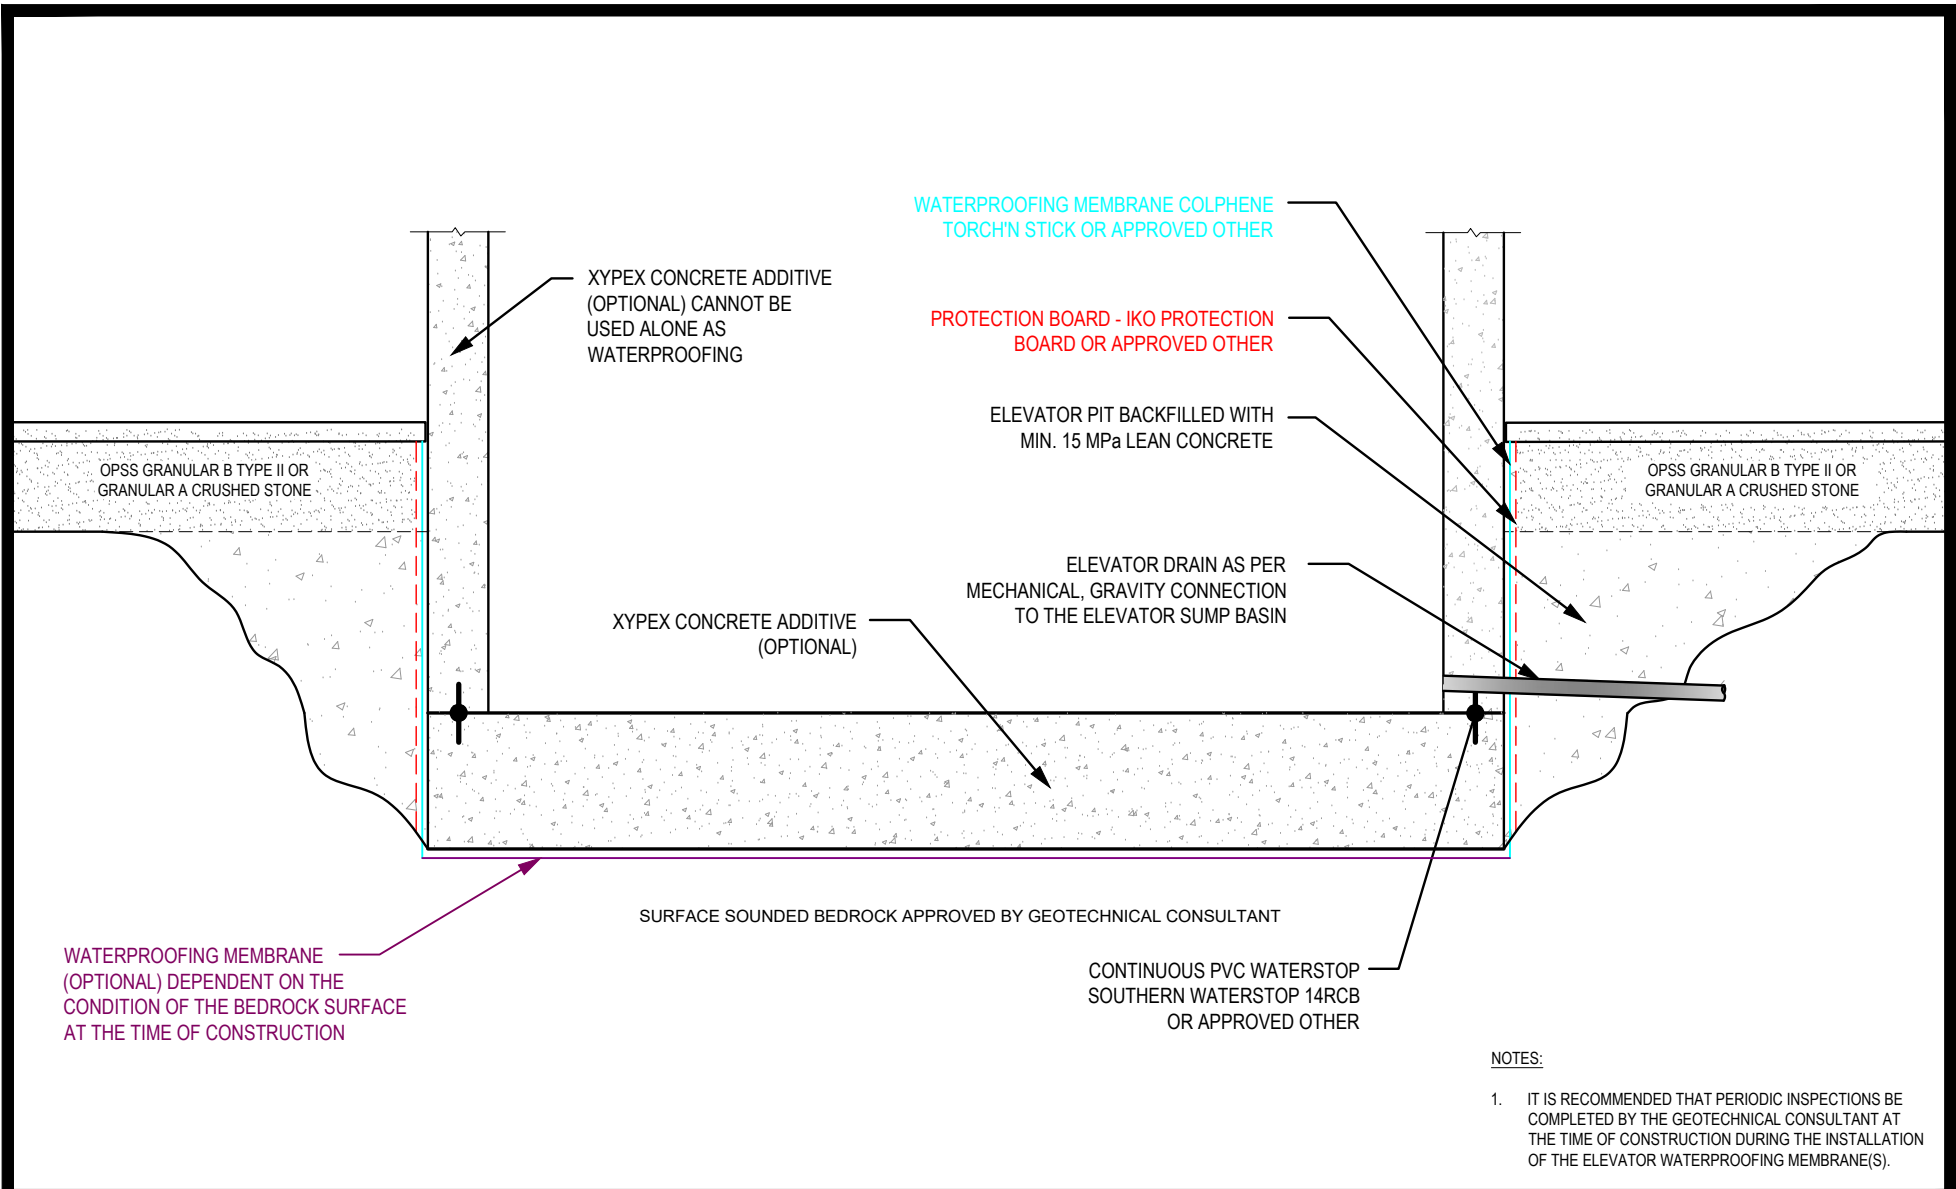 WATERPROOFING MEMBRANE COLPHENE
TORCH'N STICK OR APPROVED OTHER
XYPEX CONCRETE ADDITIVE
(OPTIONAL) CANNOT BE
USED ALONE AS
WATERPROOFING
PROTECTION BOARD - IKO PROTECTION
BOARD OR APPROVED OTHER
ELEVATOR PIT BACKFILLED WITH
MIN. 15 MPa LEAN CONCRETE
OPSS GRANULAR B TYPE II OR
GRANULAR A CRUSHED STONE
OPSS GRANULAR B TYPE II OR
GRANULAR A CRUSHED STONE
ELEVATOR DRAIN AS PER
MECHANICAL, GRAVITY CONNECTION
TO THE ELEVATOR SUMP BASIN
XYPEX CONCRETE ADDITIVE
(OPTIONAL)
SURFACE SOUNDED BEDROCK APPROVED BY GEOTECHNICAL CONSULTANT
WATERPROOFING MEMBRANE
(OPTIONAL) DEPENDENT ON THE
CONDITION OF THE BEDROCK SURFACE
AT THE TIME OF CONSTRUCTION
CONTINUOUS PVC WATERSTOP
SOUTHERN WATERSTOP 14RCB
OR APPROVED OTHER
NOTES:
1. IT IS RECOMMENDED THAT PERIODIC INSPECTIONS BE
COMPLETED BY THE GEOTECHNICAL CONSULTANT AT
THE TIME OF CONSTRUCTION DURING THE INSTALLATION
OF THE ELEVATOR WATERPROOFING MEMBRANE(S).